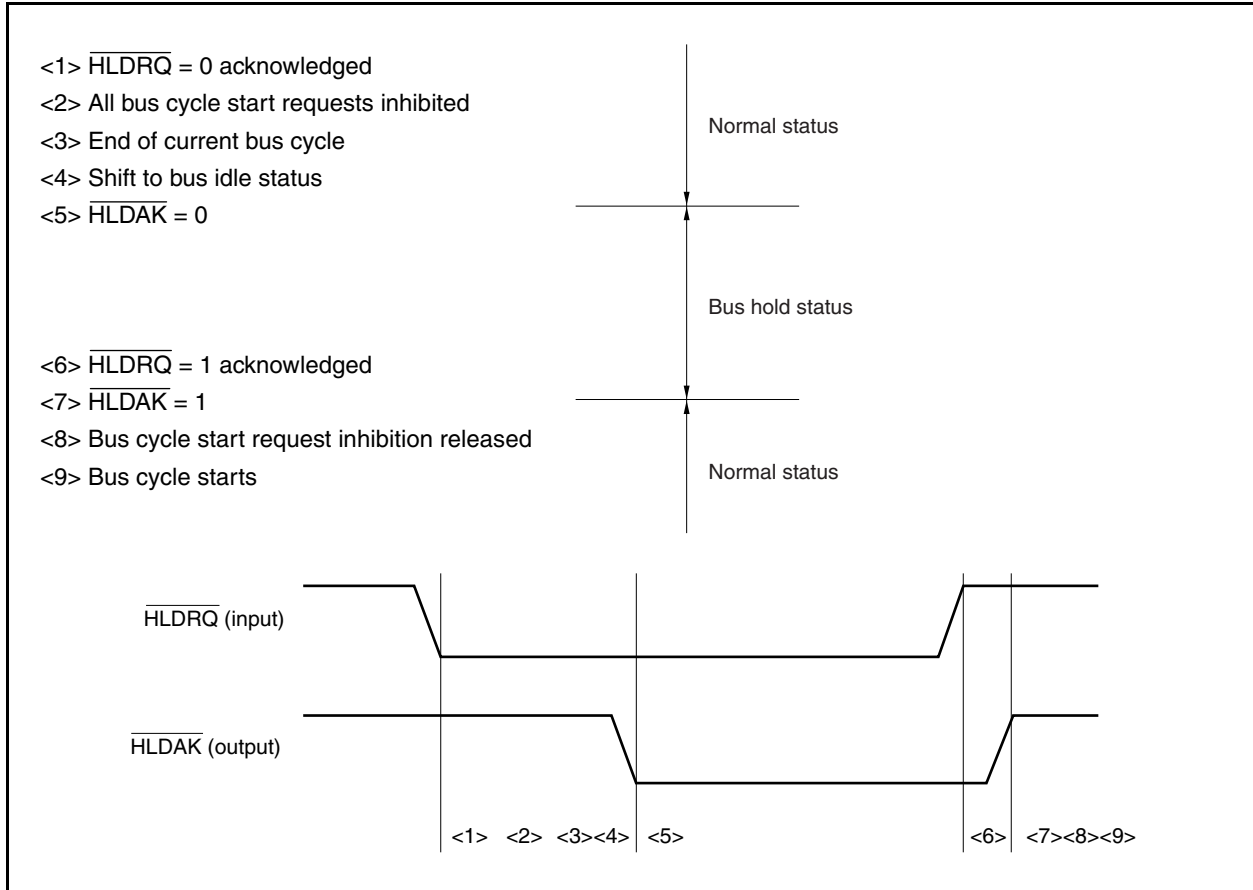 <1> HLDRQ = 0 acknowledged
<2> All bus cycle start requests inhibited
<3> End of current bus cycle
<4> Shift to bus idle status
<5> HLDAK = 0
Normal status
Bus hold status
<6> HLDRQ = 1 acknowledged
<7> HLDAK = 1
<8> Bus cycle start request inhibition released
<9> Bus cycle starts
Normal status
HLDRQ (input)
HLDAK (output)
<1> <2> <3><4> <5> <6> <7><8><9>